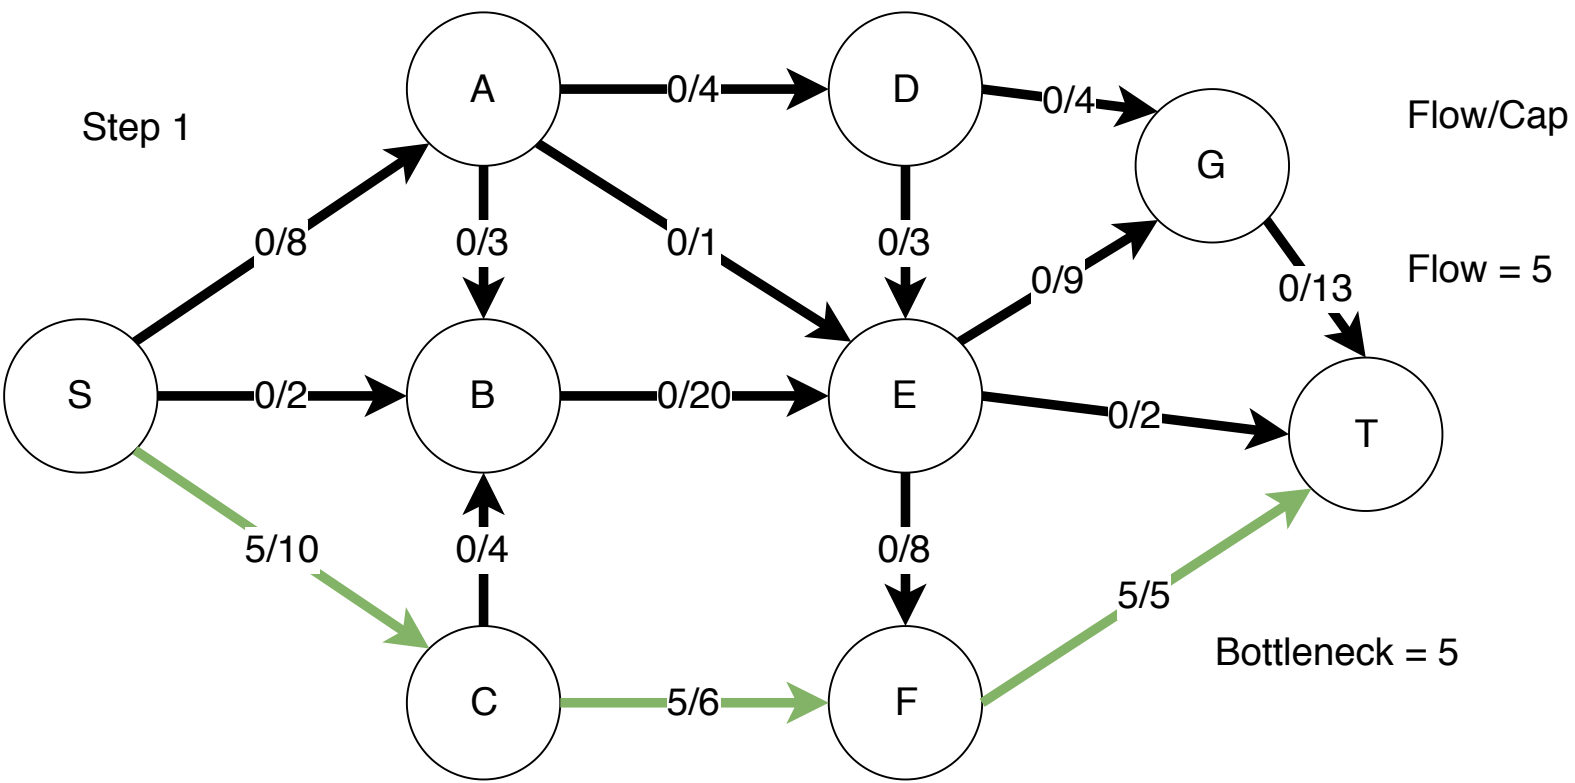 A
0/4
D
0/4
Step 1
Flow/Cap
G
0/8
0/3
0/1
0/3
0/9
Flow = 5
0/13
S
0/2
B
0/20
E
0/2
T
5/10
0/4
0/8
5/5
Bottleneck = 5
C
5/6
F